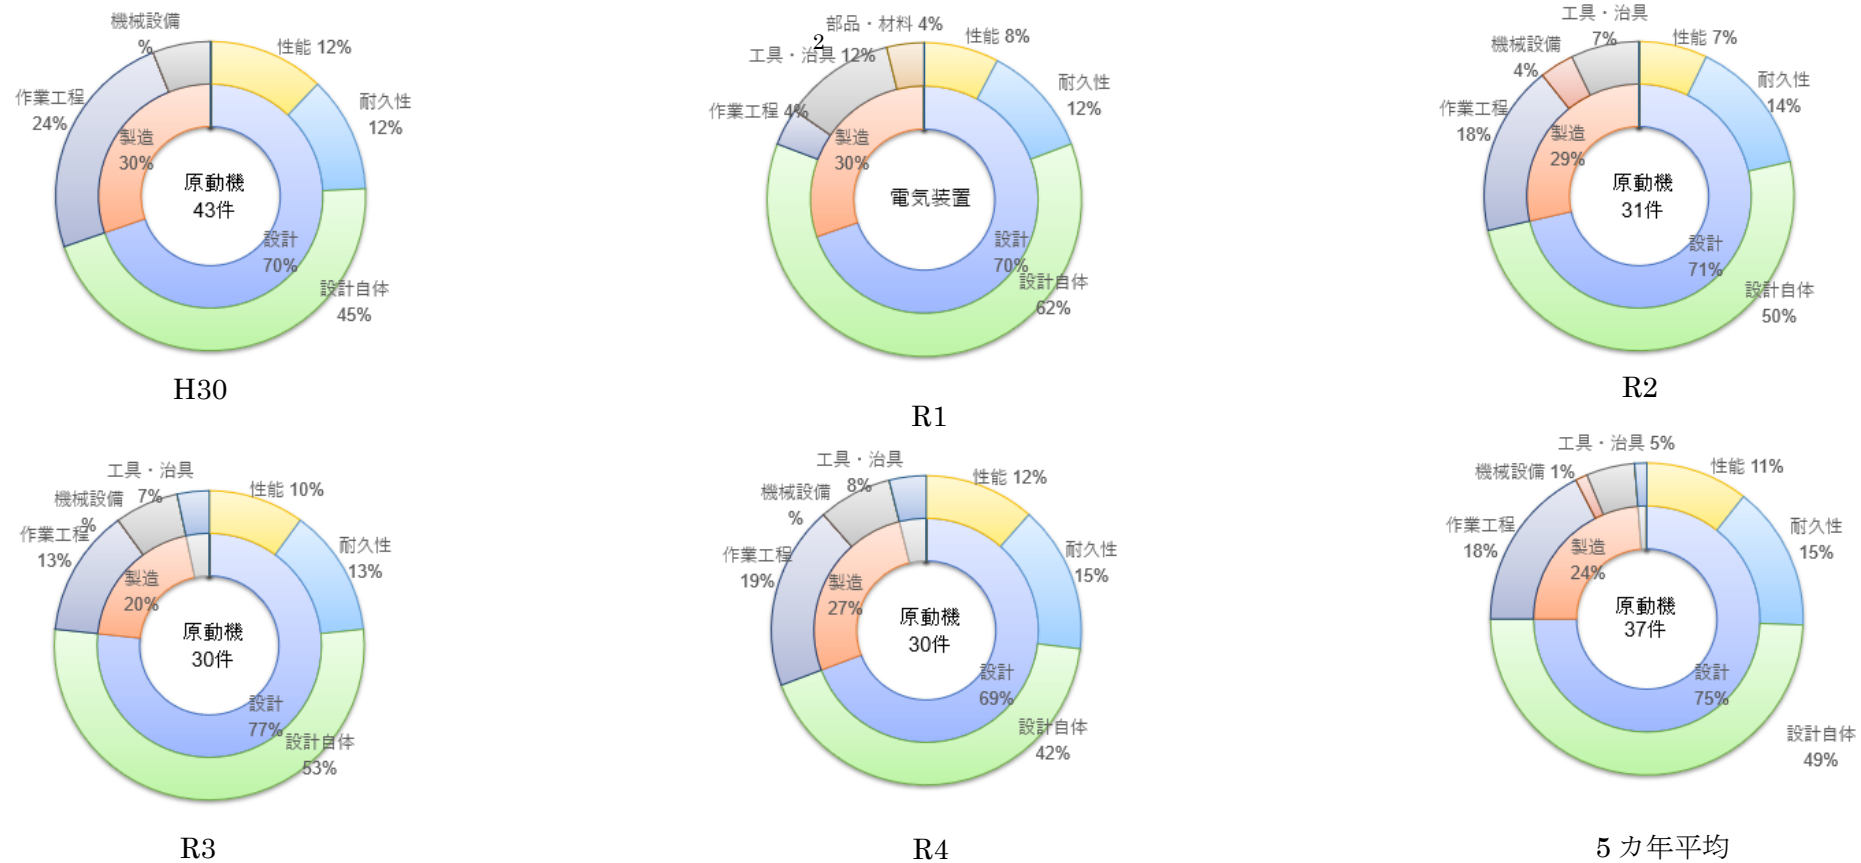 機械設備
%
性能 12%
作業工程
24%
耐久性
12%
製造
30%
原動機
43件
設計
70%
設計自体
45%
H30
部品・材料 4%
2
工具・治具 12%
性能 8%
作業工程 4%
耐久性
12%
製造
30%
電気装置
設計
70%
設計自体
62%
R1
工具・治具
7%
機械設備
4%
性能 7%
作業工程
18%
耐久性
14%
製造
29%
原動機
31件
設計
71%
設計自体
50%
R2
工具・治具
7%
機械設備
%
性能 10%
作業工程
13%
耐久性
13%
製造
20%
原動機
30件
設計
77%
設計自体
53%
R3
工具・治具
8%
機械設備
%
性能 12%
作業工程
19%
耐久性
15%
製造
27%
原動機
30件
設計
69%
設計自体
42%
R4
工具・治具 5%
機械設備 1%
性能 11%
作業工程
18%
耐久性
15%
製造
24%
原動機
37件
設計
75%
設計自体
49%
5 カ年平均